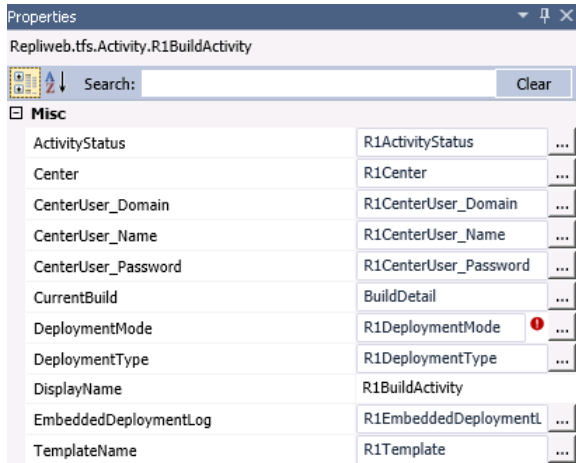 Properties
Repliweb.tfs.Activity.R1BuildActivity
A Z Search: Clear
Misc
ActivityStatus R1ActivityStatus ...
Center R1Center ...
CenterUser_Domain R1CenterUser_Domain ...
CenterUser_Name R1CenterUser_Name ...
CenterUser_Password R1CenterUser_Password ...
CurrentBuild BuildDetail ...
DeploymentMode R1DeploymentMode ! ...
DeploymentType R1DeploymentType ...
DisplayName R1BuildActivity
EmbeddedDeploymentLog R1EmbeddedDeploymentL ...
TemplateName R1Template ...